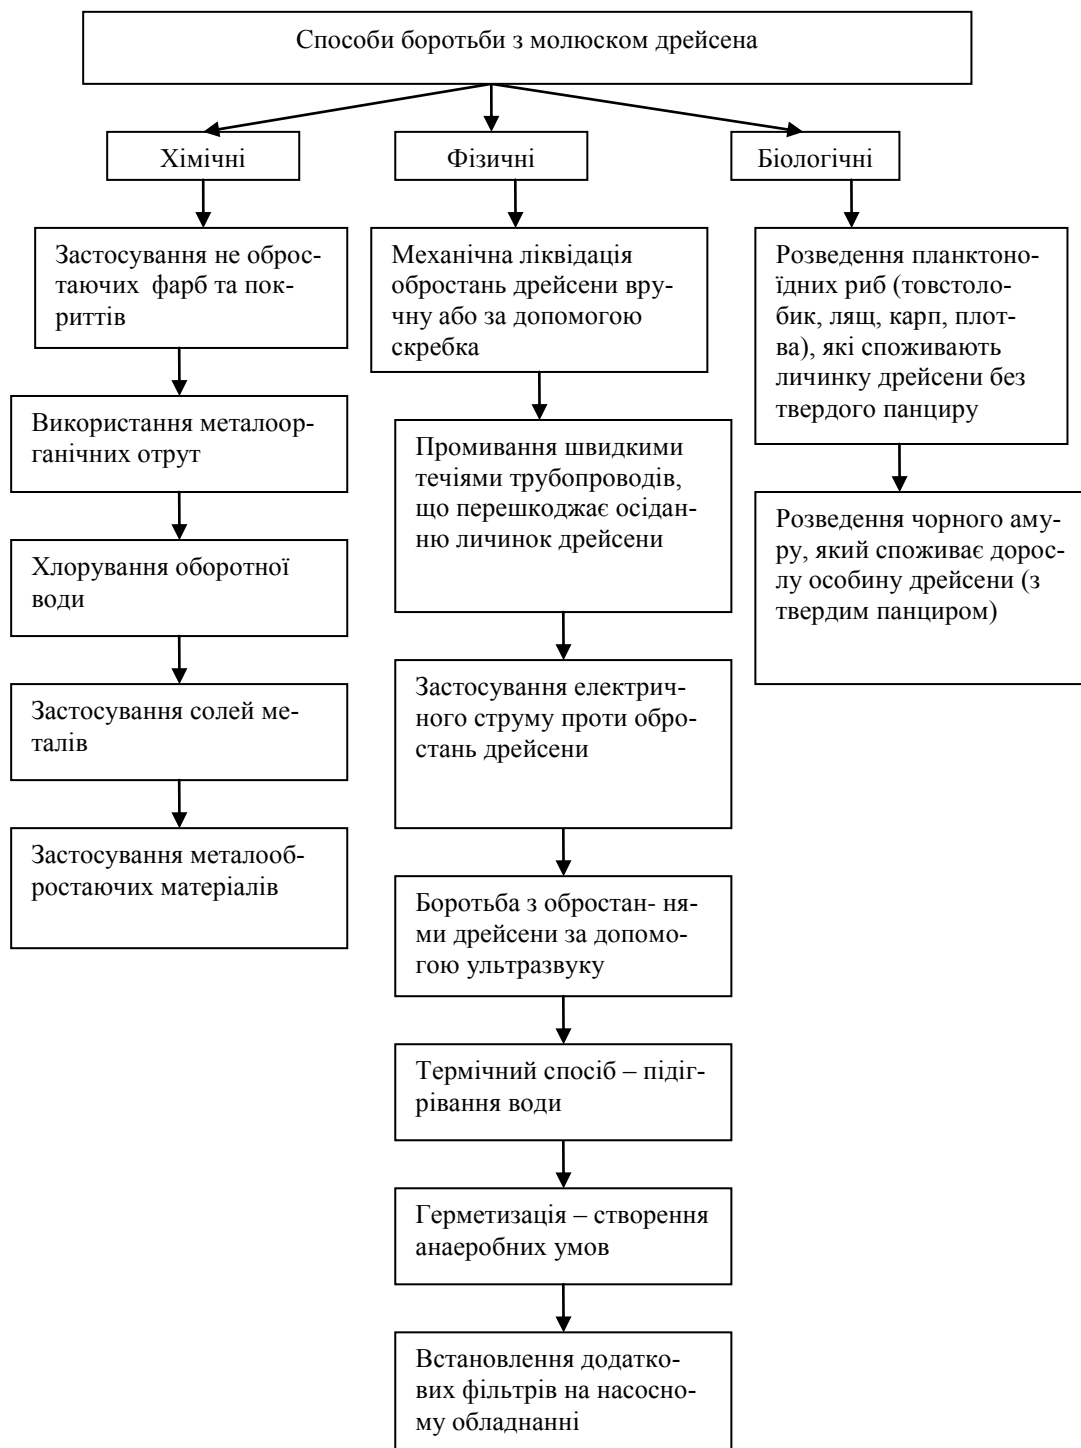 Способи боротьби з молюском дрейсена
Хімічні
Фізичні
Біологічні
Застосування не оброс-
таючих фарб та пок-
риттів
Використання металоор-
ганічних отрут
Хлорування оборотної
води
Застосування солей ме-
талів
Застосування металооб-
ростаючих матеріалів
Механічна ліквідація
обростань дрейсени вру-
чну або за допомогою
скребка
Промивання швидкими
течіями трубопроводів,
що перешкоджає осідан-
ню личинок дрейсени
Застосування електрич-
ного струму проти обро-
стань дрейсени
Боротьба з обростан- ня-
ми дрейсени за допомо-
гою ультразвуку
Термічний спосіб – підіг-
рівання води
Герметизація – створення
анаеробних умов
Встановлення додатко-
вих фільтрів на насосно-
му обладнанні
Розведення планктоно-
їдних риб (товстоло-
бик, лящ, карп, плот-
ва), які споживають
личинку дрейсени без
твердого панциру
Розведення чорного аму-
ру, який споживає дорос-
лу особину дрейсени (з
твердим панциром)